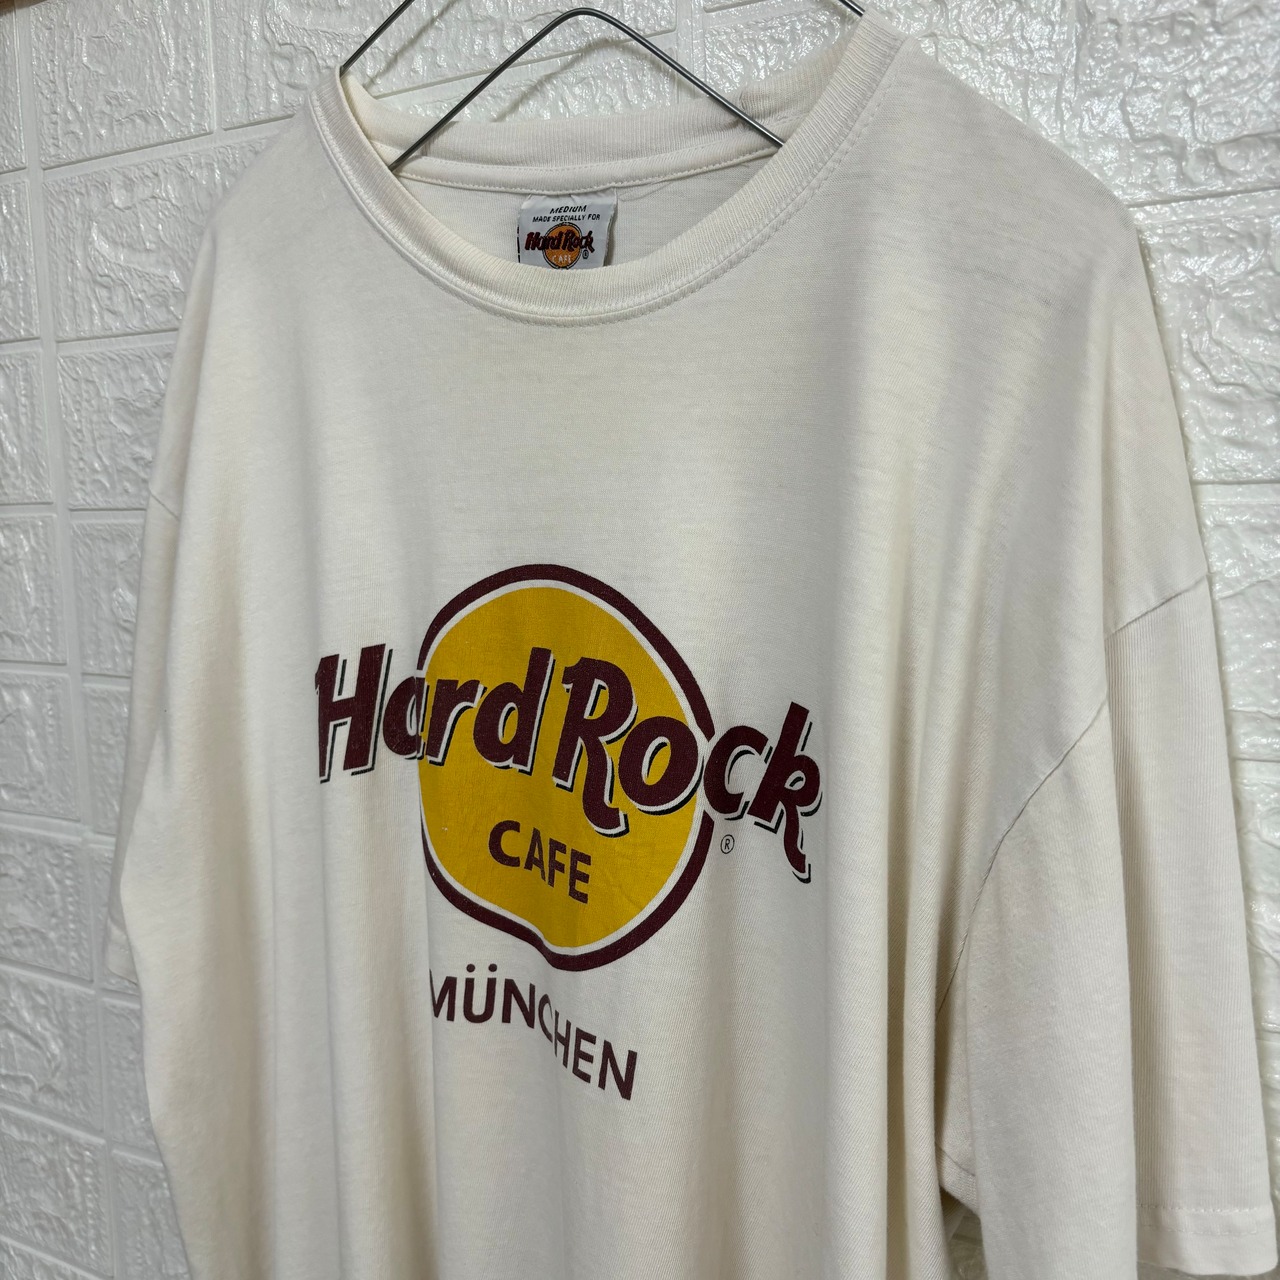 MEDIUM
MADE SPECIALLY FOR
Hard Rock
CAFE
®
Hard Rock
CAFE
®
MÜNCHEN